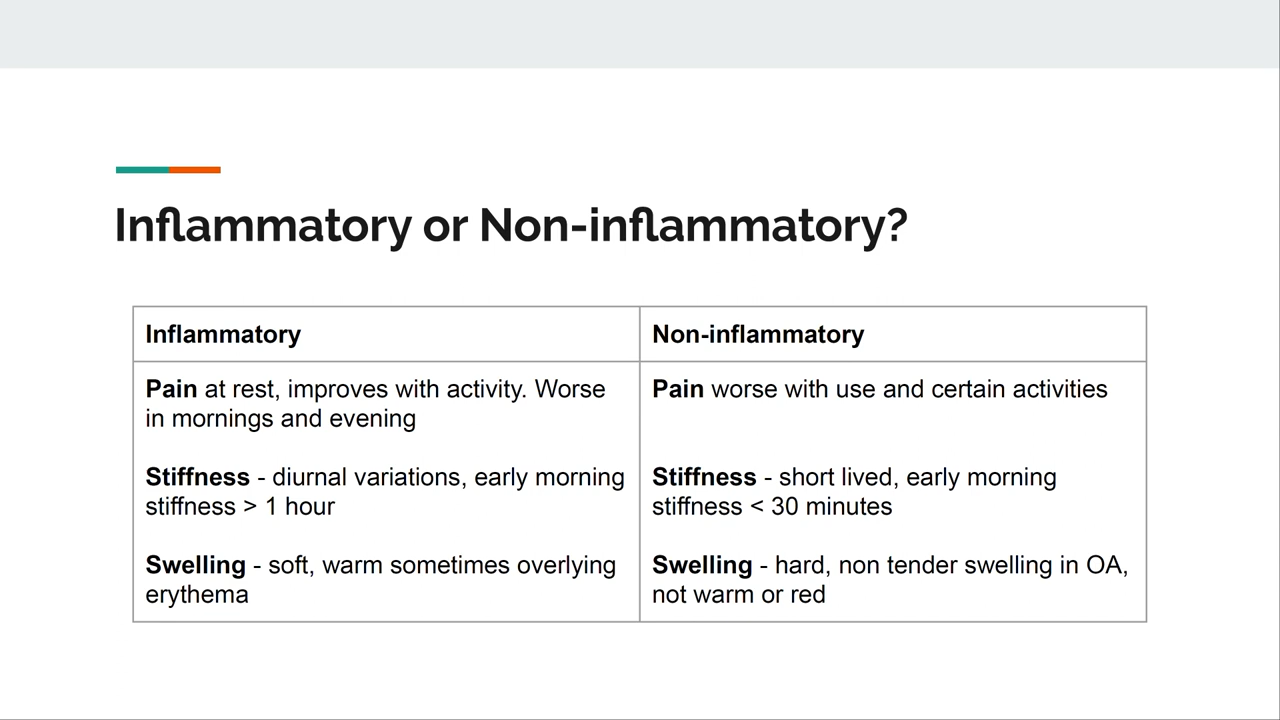 Inflammatory or Non-inflammatory?
Inflammatory
Non-inflammatory
Pain at rest, improves with activity. Worse
in mornings and evening
Stiffness - diurnal variations, early morning
stiffness > 1 hour
Swelling - soft, warm sometimes overlying
erythema
Pain worse with use and certain activities
Stiffness - short lived, early morning
stiffness < 30 minutes
Swelling - hard, non tender swelling in OA,
not warm or red